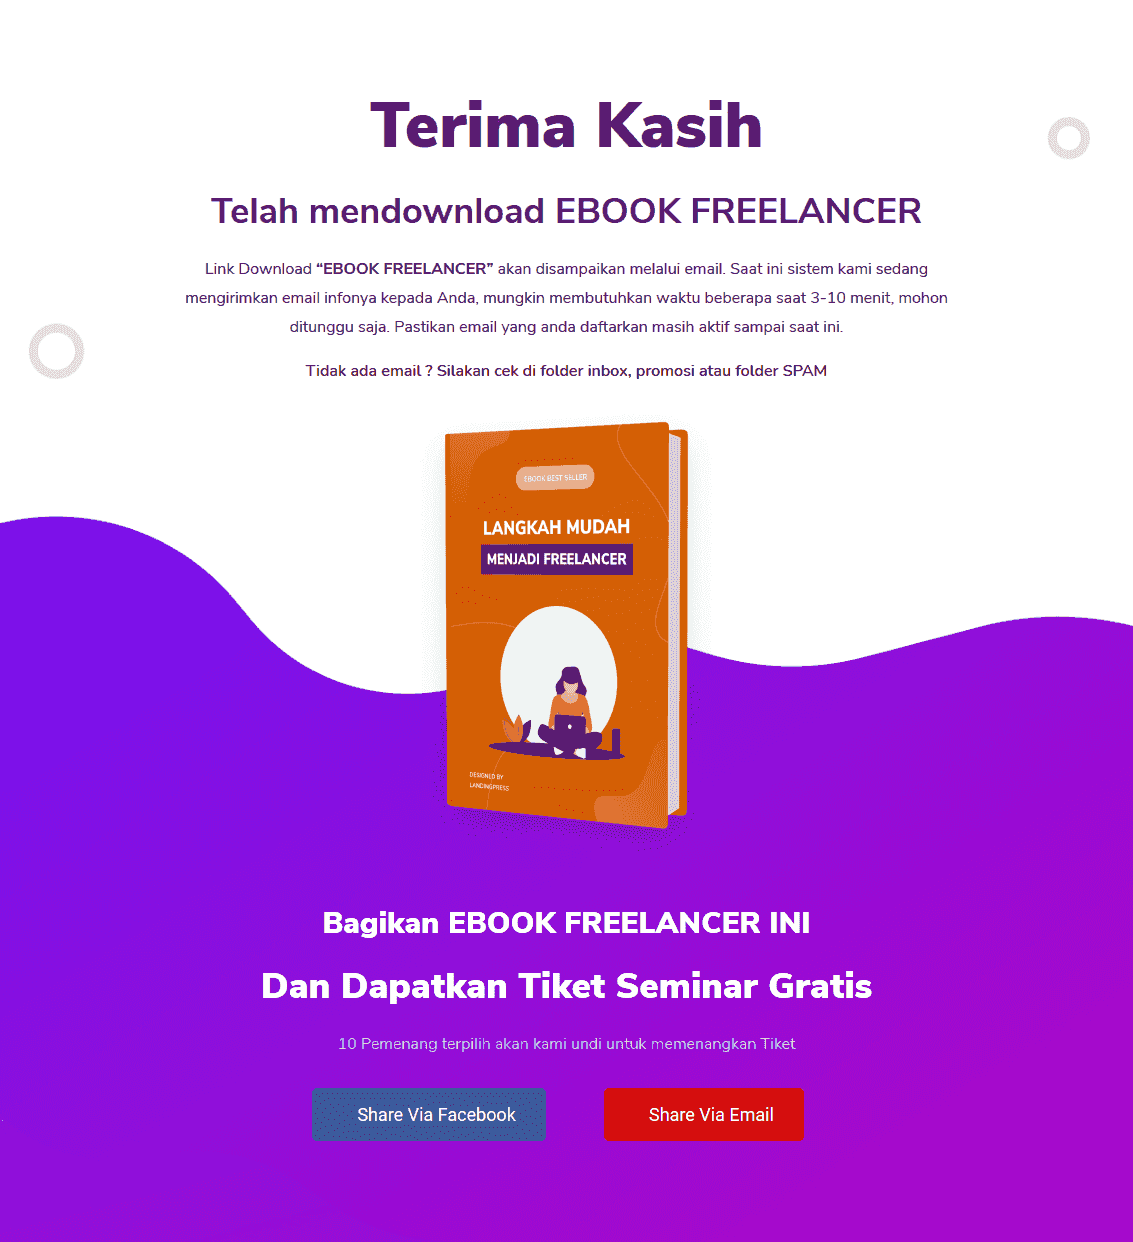 Terima Kasih
Telah mendownload EBOOK FREELANCER
Link Download “EBOOK FREELANCER” akan disampaikan melalui email. Saat ini sistem kami sedang
mengirimkan email infonya kepada Anda, mungkin membutuhkan waktu beberapa saat 3-10 menit, mohon
ditunggu saja. Pastikan email yang anda daftarkan masih aktif sampai saat ini.
Tidak ada email ? Silakan cek di folder inbox, promosi atau folder SPAM
EBOOK BEST SELLER
LANGKAH MUDAH
MENJADI FREELANCER
DESIGNED BY
LANDINGPRESS
Bagikan EBOOK FREELANCER INI
Dan Dapatkan Tiket Seminar Gratis
10 Pemenang terpilih akan kami undi untuk memenangkan Tiket
Share Via Facebook
Share Via Email